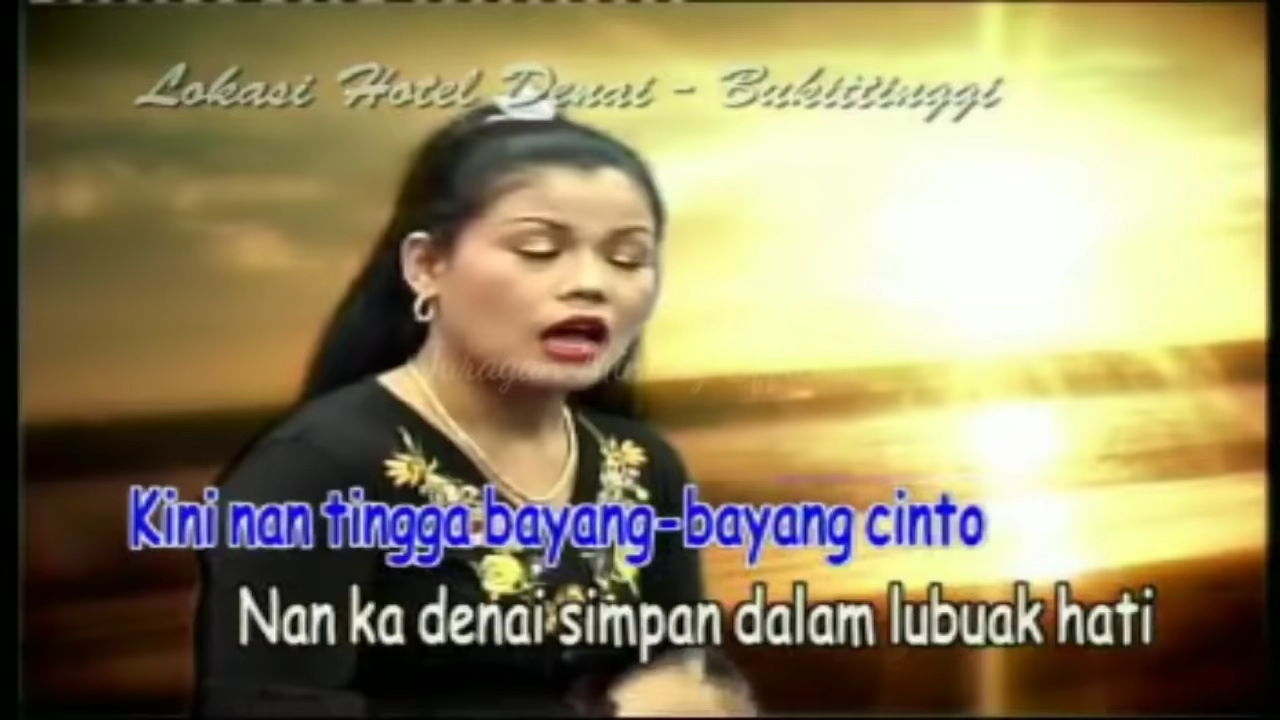 Lokasi Hotel Denai - Bukittinggi
Kini nan tingga bayang-bayang cinto
Nan ka denai simpan dalam lubuak hati